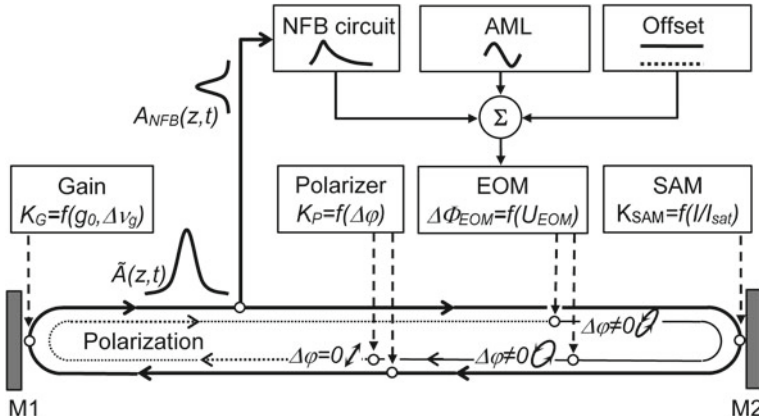 NFB circuit
AML
Offset
A_NFB(z,t)
Σ
Gain
K_G=f(g_0,Δν_g)
Polarizer
K_P=f(Δφ)
EOM
ΔΦ_EOM=f(U_EOM)
SAM
K_SAM=f(I/I_sat)
Ã(z,t)
Polarization
Δφ≠0
Δφ=0
Δφ≠0
M1
M2